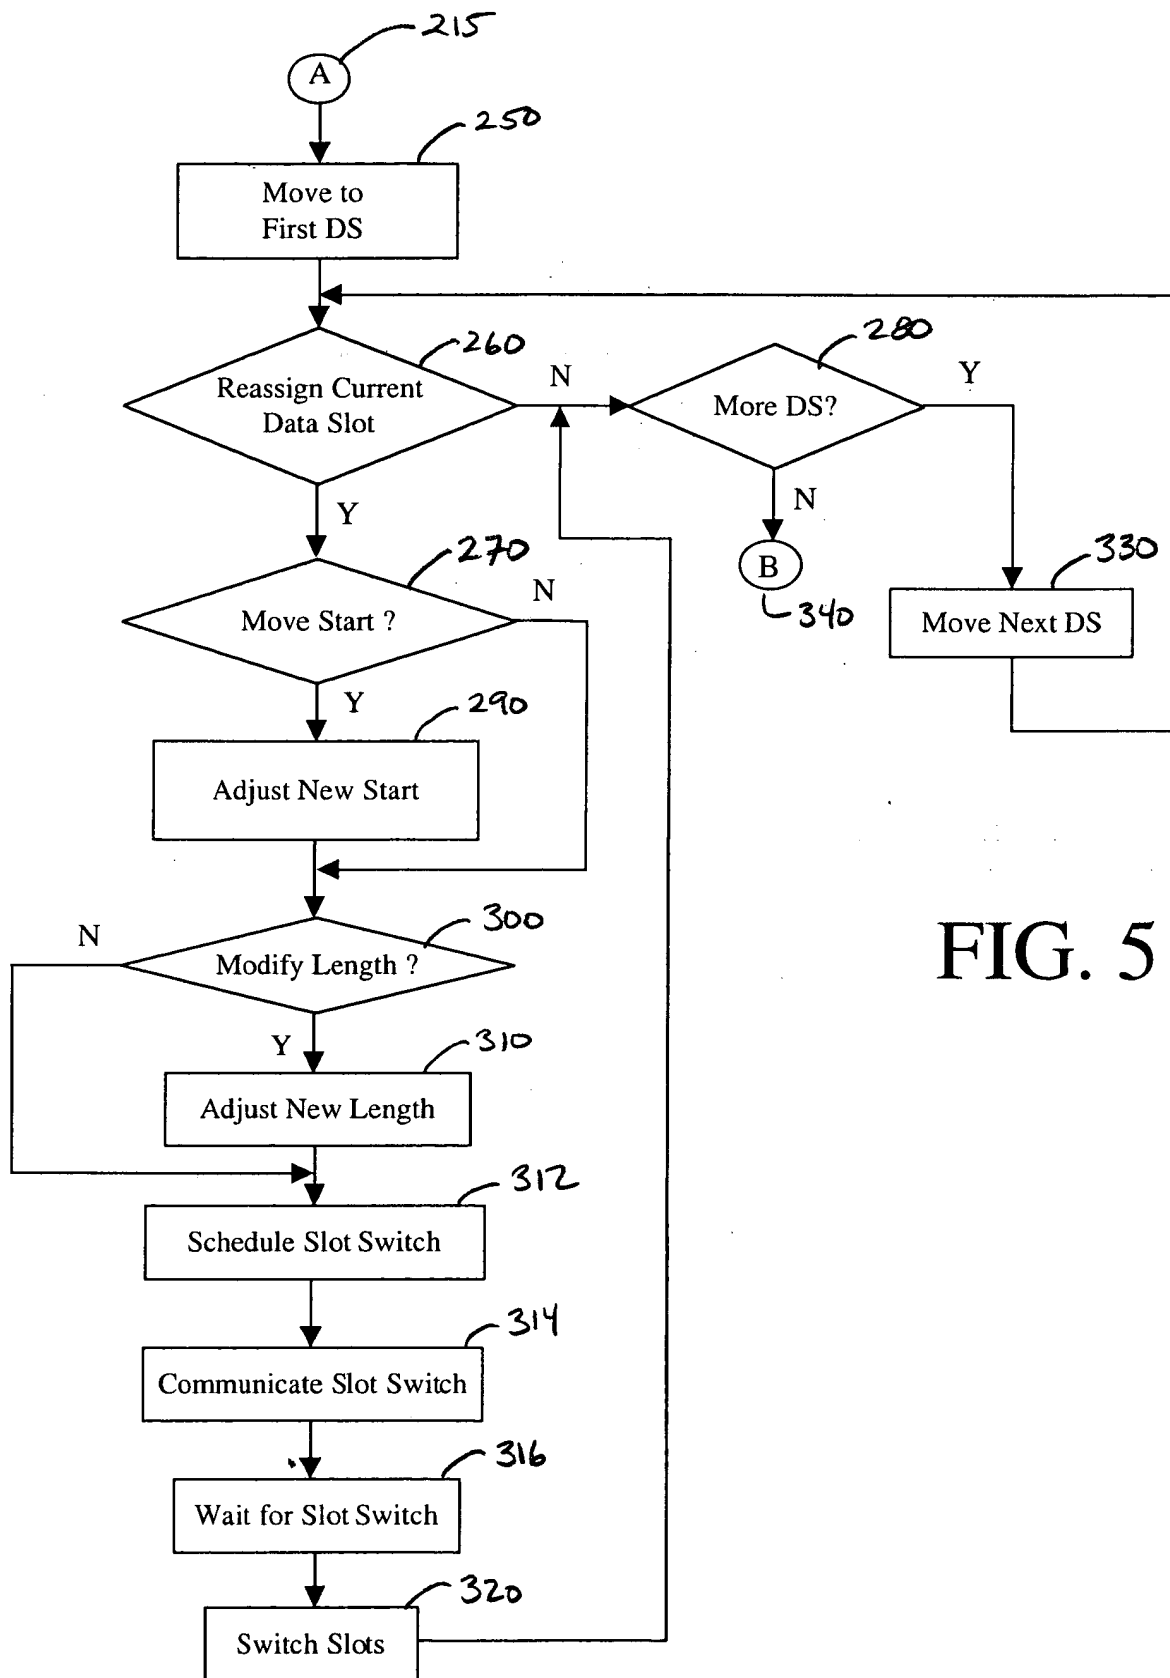 215
A
250
Move to
First DS
260
Reassign Current
Data Slot
N
280
More DS?
Y
Y
N
270
Move Start ?
N
B
340
330
Move Next DS
Y
290
Adjust New Start
N
300
Modify Length ?
FIG. 5
Y
310
Adjust New Length
312
Schedule Slot Switch
314
Communicate Slot Switch
316
Wait for Slot Switch
320
Switch Slots